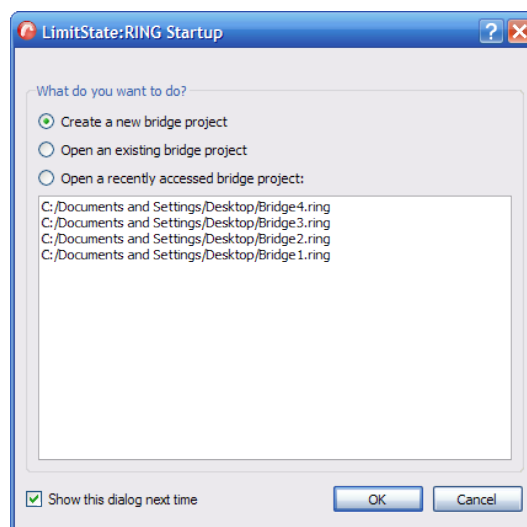 LimitState:RING Startup
What do you want to do?
Create a new bridge project
Open an existing bridge project
Open a recently accessed bridge project:
C:/Documents and Settings/Desktop/Bridge4.ring
C:/Documents and Settings/Desktop/Bridge3.ring
C:/Documents and Settings/Desktop/Bridge2.ring
C:/Documents and Settings/Desktop/Bridge1.ring
Show this dialog next time
OK
Cancel